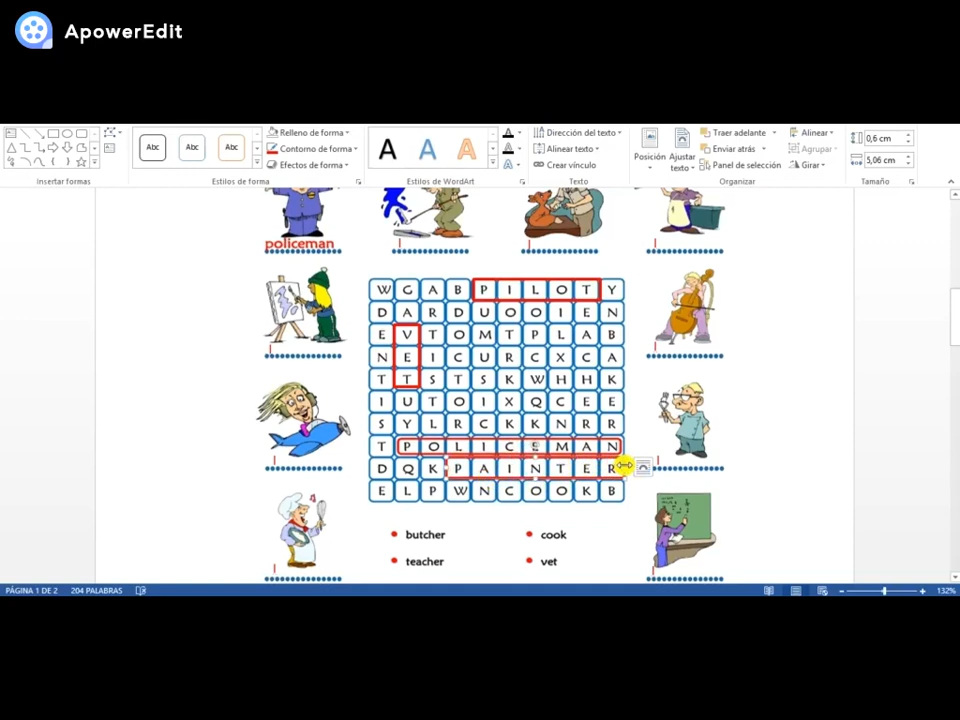 ApowerEdit
Abc Abc Abc
Relleno de forma
Contorno de forma
Efectos de forma
A A A
Dirección del texto
Alinear texto
Crear vínculo
Posición
Ajustar texto
Traer adelante
Enviar atrás
Panel de selección
Alinear
Agrupar
Girar
0,6 cm
5,06 cm
Insertar formas
Estilos de forma
Estilos de WordArt
Texto
Organizar
Tamaño
policeman
W G A B P I L O T Y
D A R D U O O I E N
E V T O M T P L A B
N E I C U R C X C A
T T S T S K W H H K
I U T O I X Q C E E
S Y L R C K K N R R
T P O L I C E M A N
D Q K P A I N T E R
E L P W N C O O K B
butcher
cook
teacher
vet
PÁGINA 1 DE 2
204 PALABRAS
132%